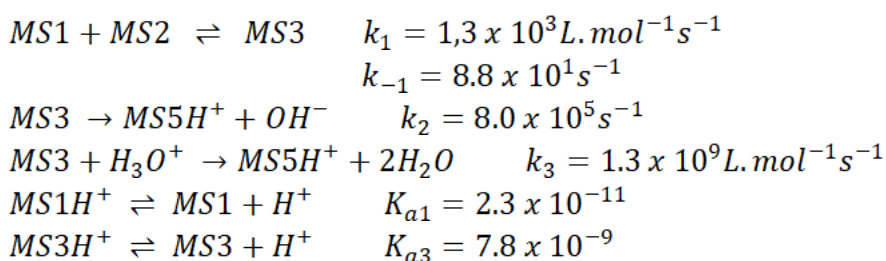 MS1 + MS2 ⇌ MS3 k₁ = 1,3 x 10³L.mol⁻¹s⁻¹
k₋₁ = 8.8 x 10¹s⁻¹
MS3 → MS5H⁺ + OH⁻ k₂ = 8.0 x 10⁵s⁻¹
MS3 + H₃O⁺ → MS5H⁺ + 2H₂O k₃ = 1.3 x 10⁹L.mol⁻¹s⁻¹
MS1H⁺ ⇌ MS1 + H⁺ Kₐ₁ = 2.3 x 10⁻¹¹
MS3H⁺ ⇌ MS3 + H⁺ Kₐ₃ = 7.8 x 10⁻⁹